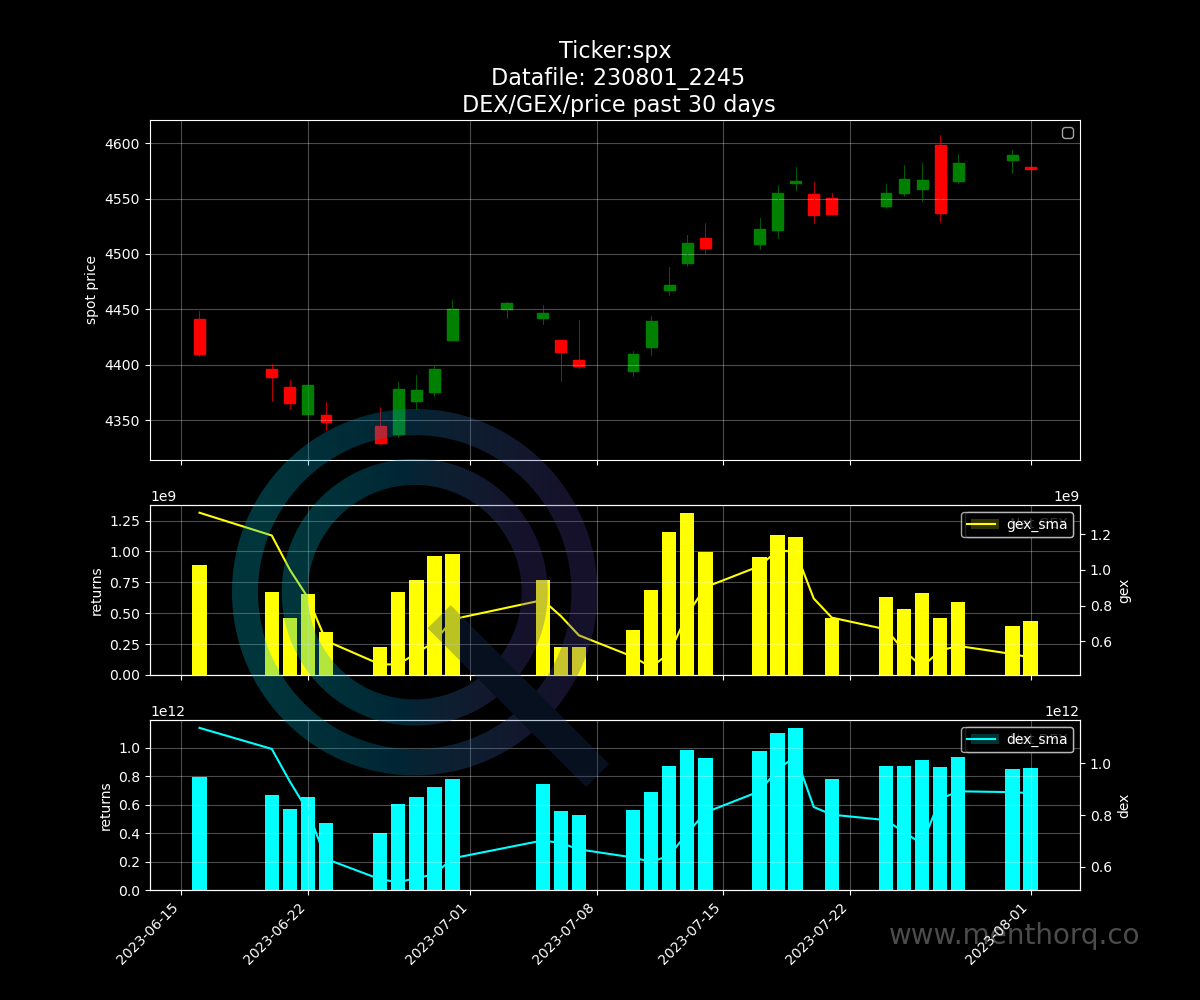 Ticker:spx
Datafile: 230801_2245
DEX/GEX/price past 30 days
4600
4550
4500
4450
4400
4350
spot price
1e9
1e9
gex_sma
1.25
1.00
0.75
0.50
0.25
0.00
returns
1.2
1.0
0.8
0.6
gex
1e12
1e12
dex_sma
1.0
0.8
0.6
0.4
0.2
0.0
returns
1.0
0.8
0.6
dex
2023-06-15
2023-06-22
2023-07-01
2023-07-08
2023-07-15
2023-07-22
2023-08-01
www.menthorq.co